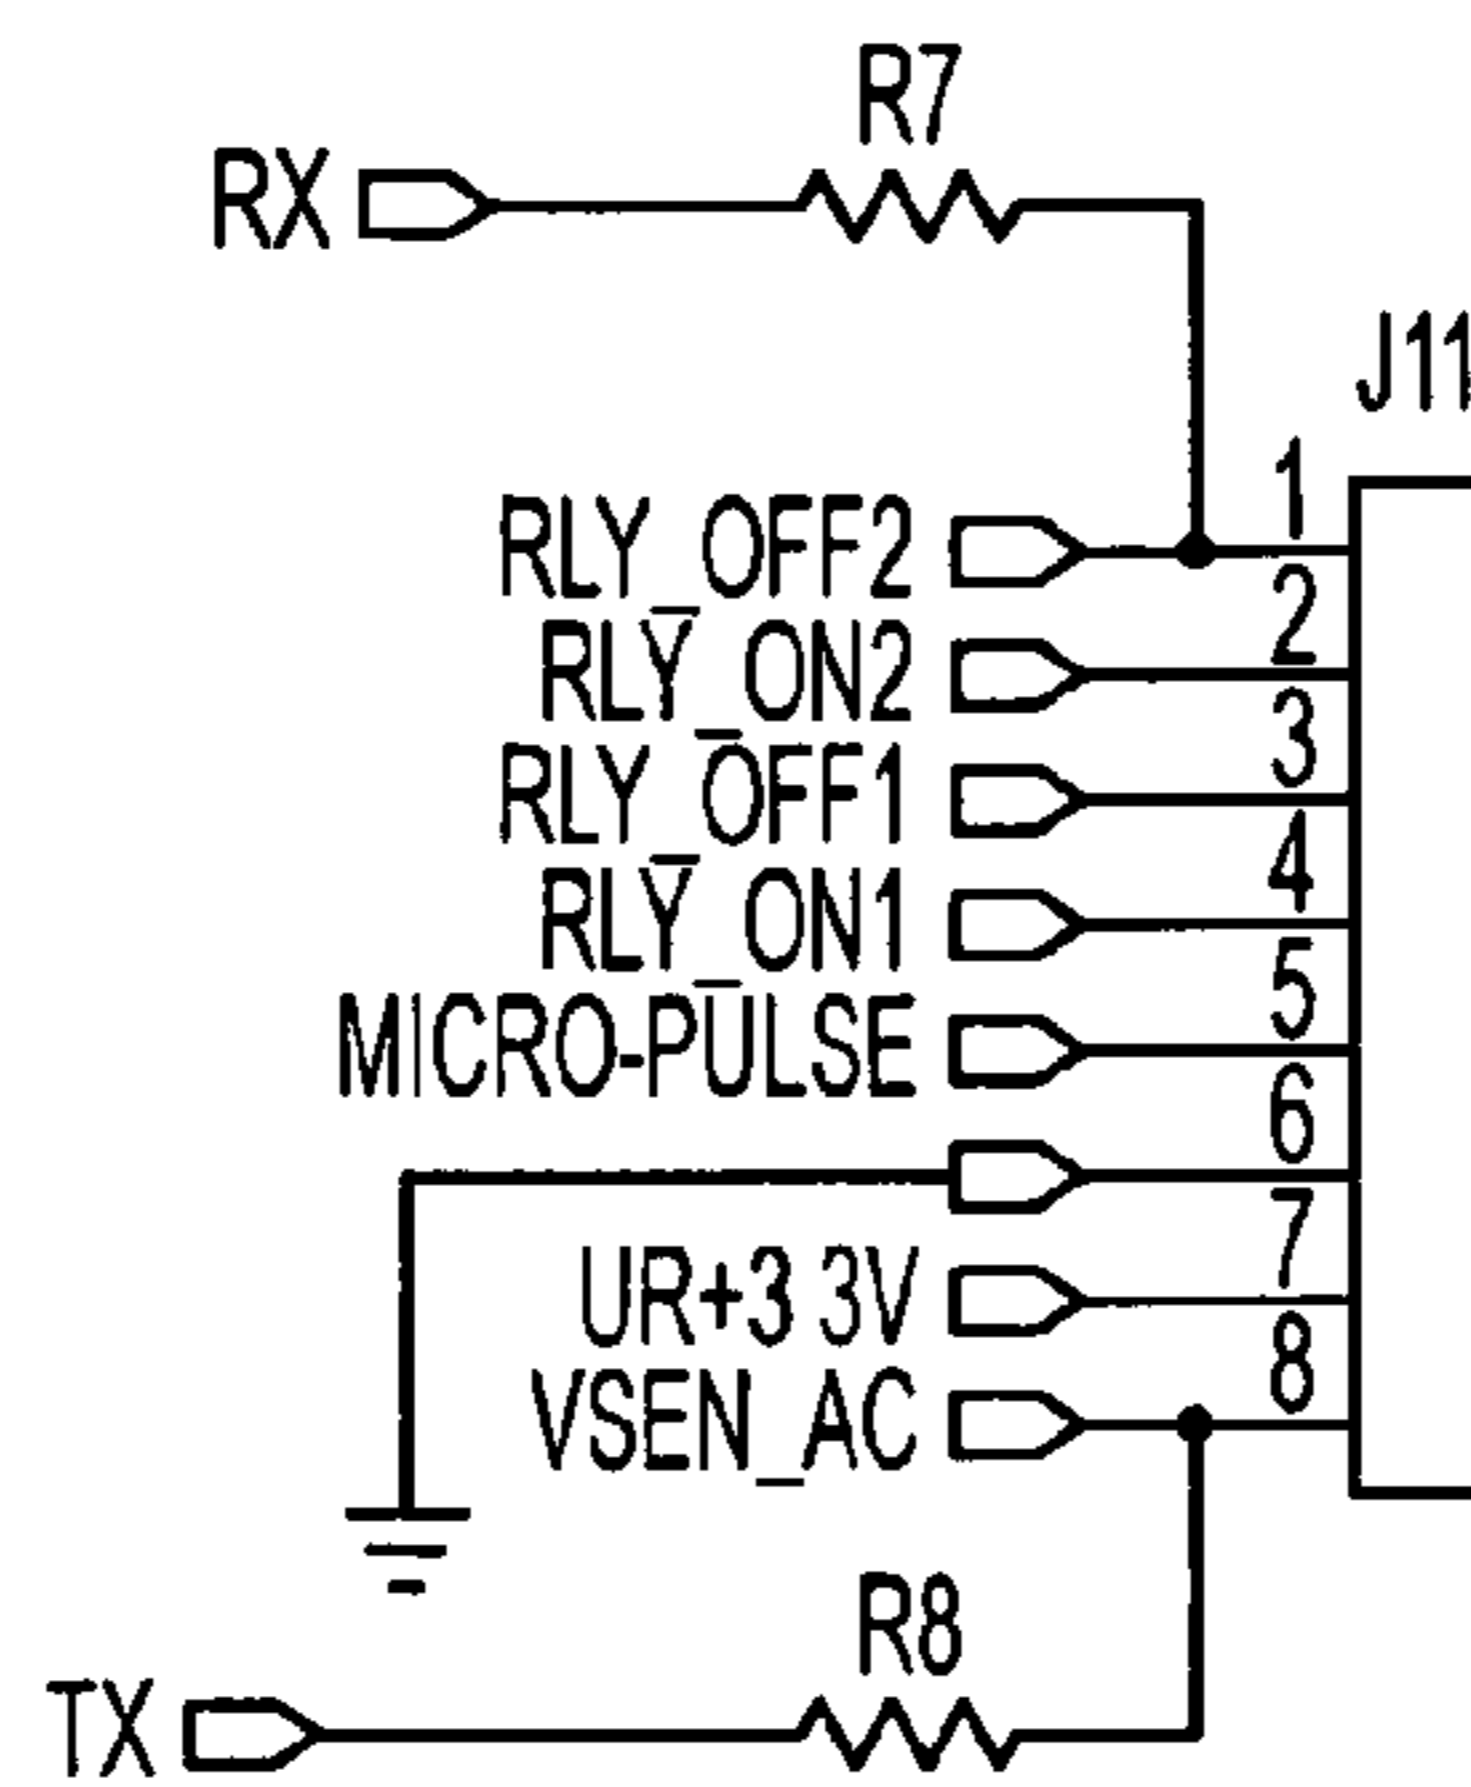 R7
RX
J11
1
RLY_OFF2
2
RLY_ON2
3
RLY_OFF1
4
RLY_ON1
5
MICRO-PULSE
6
7
UR+3 3V
8
VSEN_AC
R8
TX